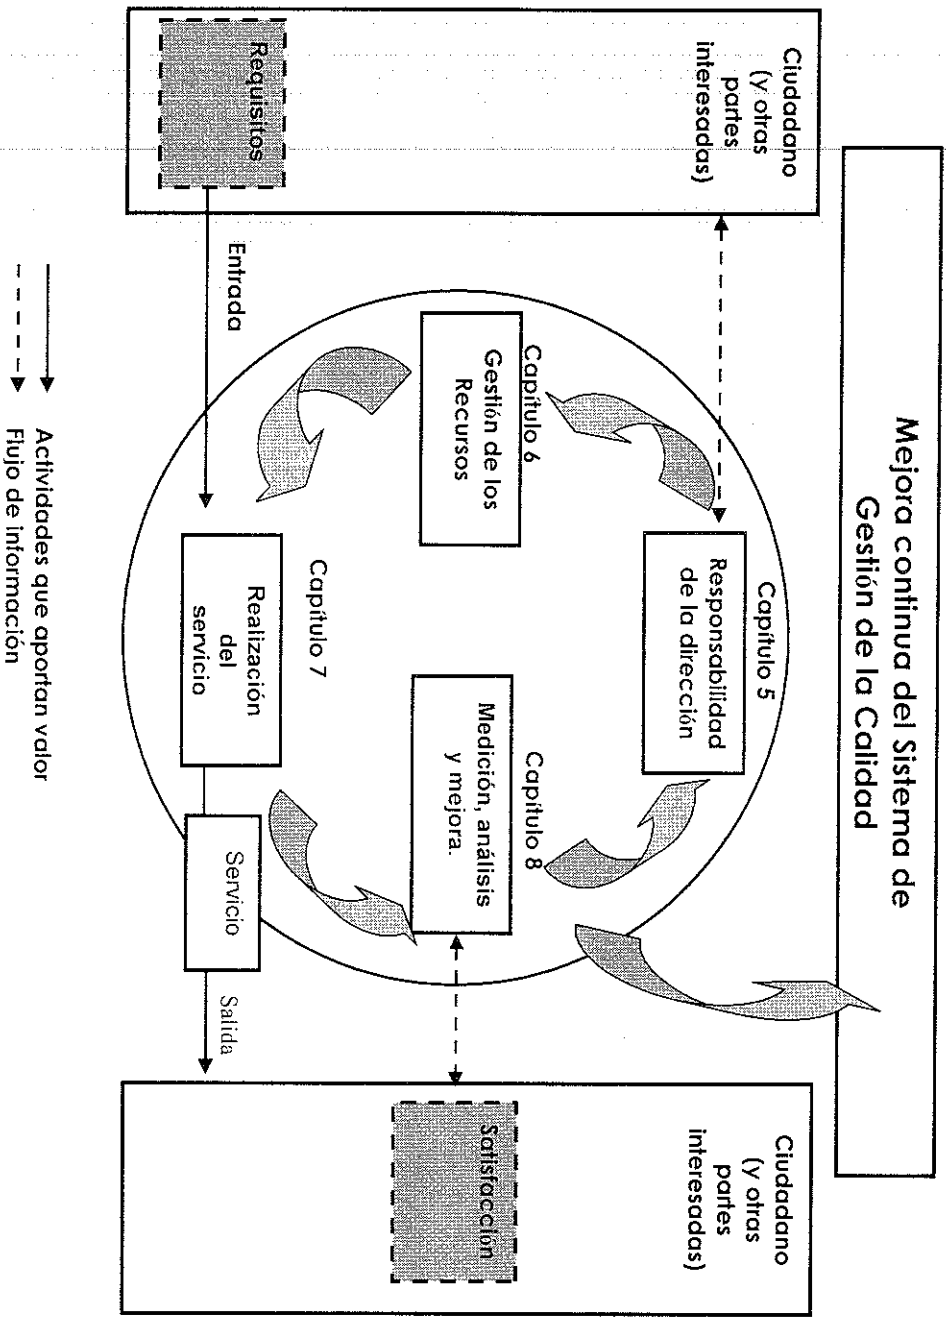 Mejora continua del Sistema de
Gestión de la Calidad
Ciudadano
(y otras
partes
interesadas)
Ciudadano
(y otras
partes
interesadas)
Capítulo 5
Responsabilidad
de la dirección
Capítulo 6
Gestión de los
Recursos
Capítulo 8
Medición, análisis
y mejora.
Satisfacción
Capítulo 7
Requisitos
Entrada
Realización
del
servicio
Servicio
Salida
Actividades que aportan valor
Flujo de información